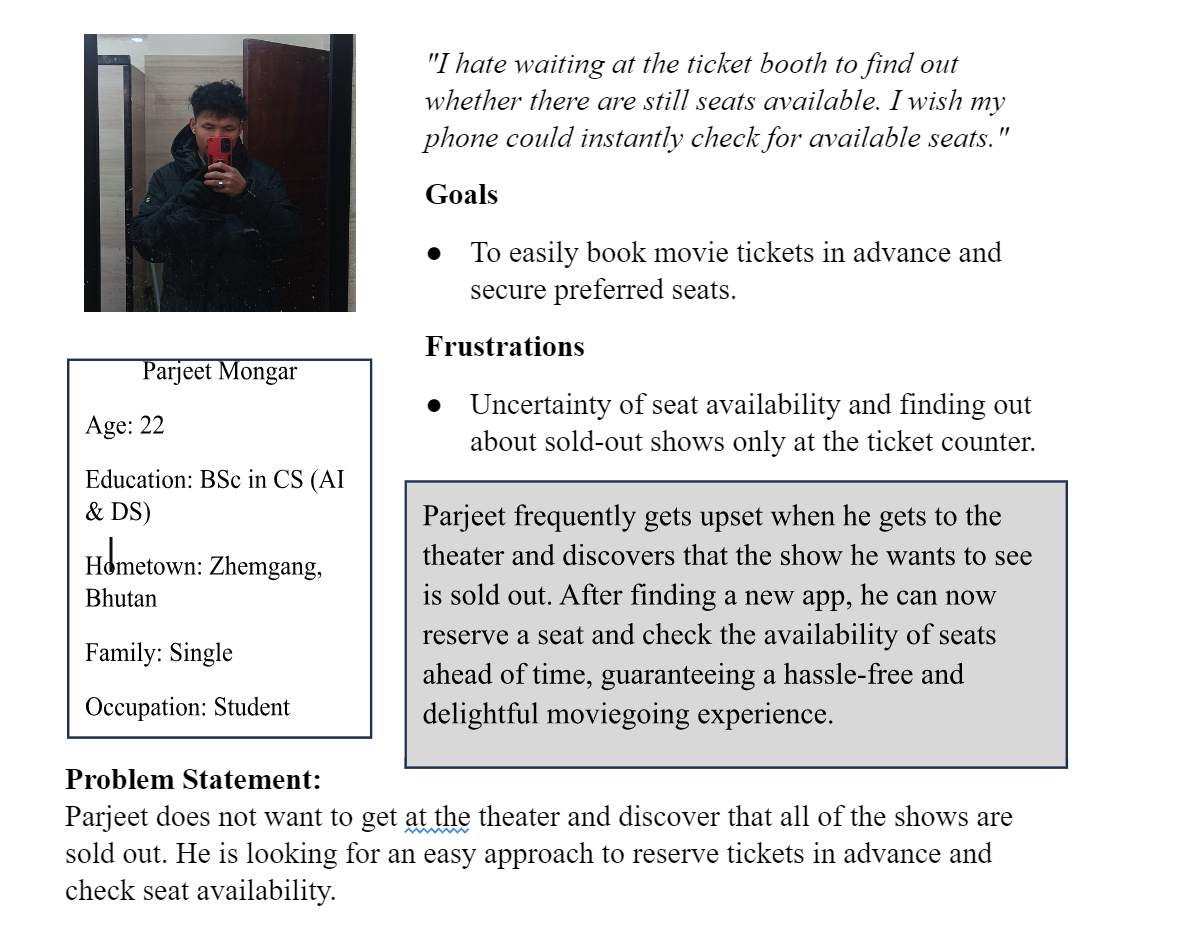 "I hate waiting at the ticket booth to find out
whether there are still seats available. I wish my
phone could instantly check for available seats."
Goals
● To easily book movie tickets in advance and
secure preferred seats.
Frustrations
● Uncertainty of seat availability and finding out
about sold-out shows only at the ticket counter.
Parjeet Mongar
Age: 22
Education: BSc in CS (AI
& DS)
Hometown: Zhemgang,
Bhutan
Family: Single
Occupation: Student
Parjeet frequently gets upset when he gets to the
theater and discovers that the show he wants to see
is sold out. After finding a new app, he can now
reserve a seat and check the availability of seats
ahead of time, guaranteeing a hassle-free and
delightful moviegoing experience.
Problem Statement:
Parjeet does not want to get at the theater and discover that all of the shows are
sold out. He is looking for an easy approach to reserve tickets in advance and
check seat availability.